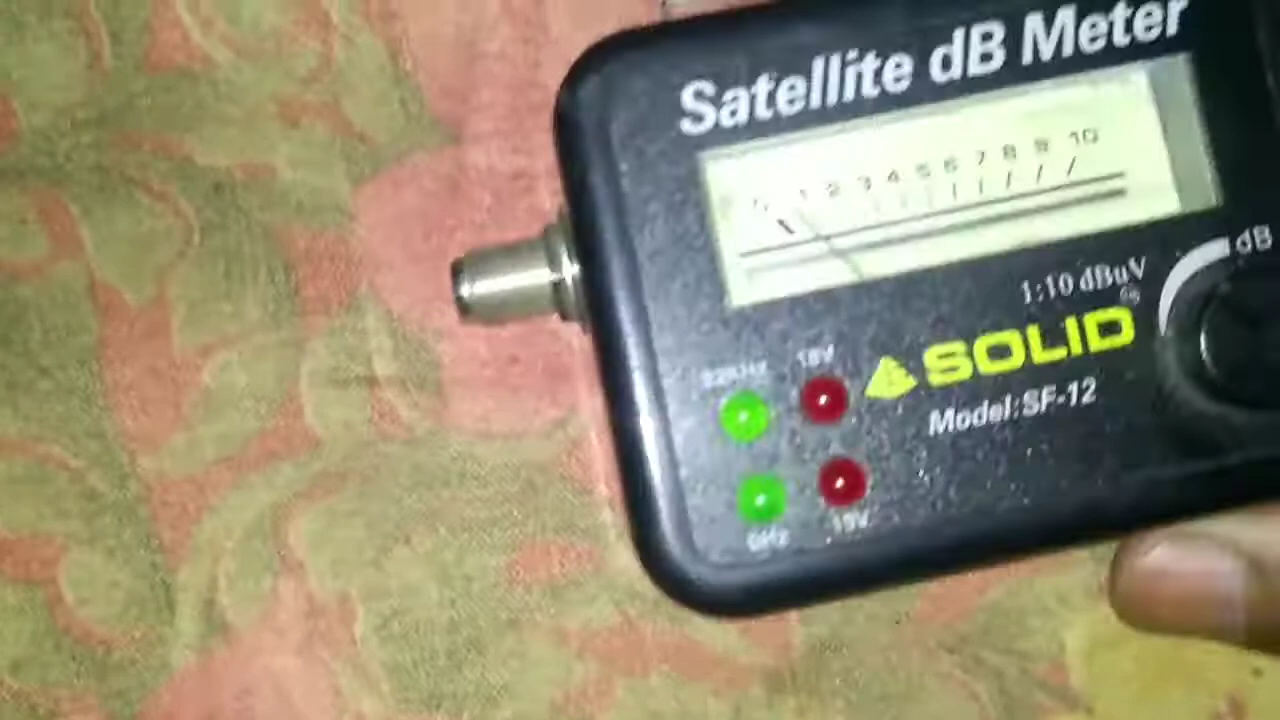 Satellite dB Meter
0 1 2 3 4 5 6 7 8 9 10
1:10 dBuV
dB
SOLID
18V
Model:SF-12
13V